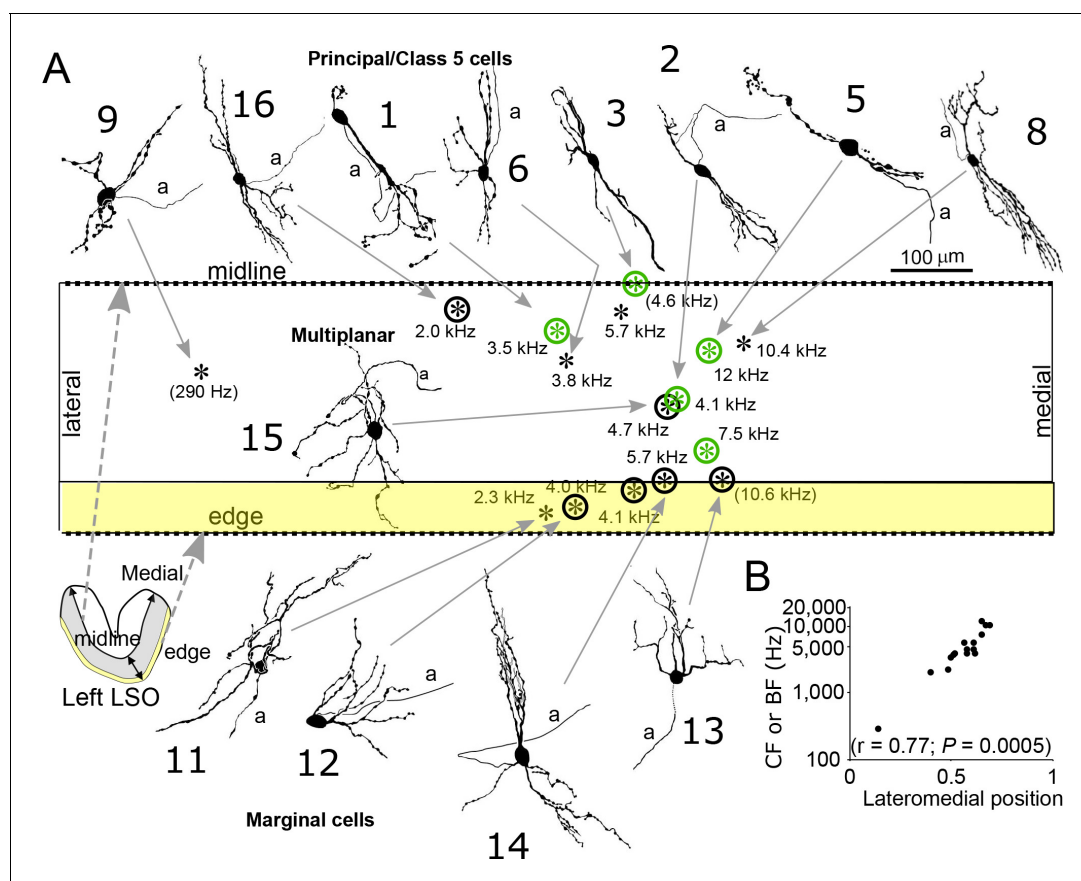 A
Principal/Class 5 cells
9
16
1
6
3
2
5
8
a
a
a
a
a
a
a
100 µm
midline
lateral
medial
Multiplanar
15
a
(290 Hz)
2.0 kHz
3.5 kHz
3.8 kHz
(4.6 kHz)
5.7 kHz
12 kHz
10.4 kHz
4.1 kHz
4.7 kHz
7.5 kHz
5.7 kHz
(10.6 kHz)
4.0 kHz
4.1 kHz
2.3 kHz
edge
Medial
midline
edge
Left LSO
11
a
12
a
14
a
13
a
Marginal cells
B
CF or BF (Hz)
20,000
10,000
5,000
1,000
100
(r = 0.77; P = 0.0005)
0
0.5
1
Lateromedial position